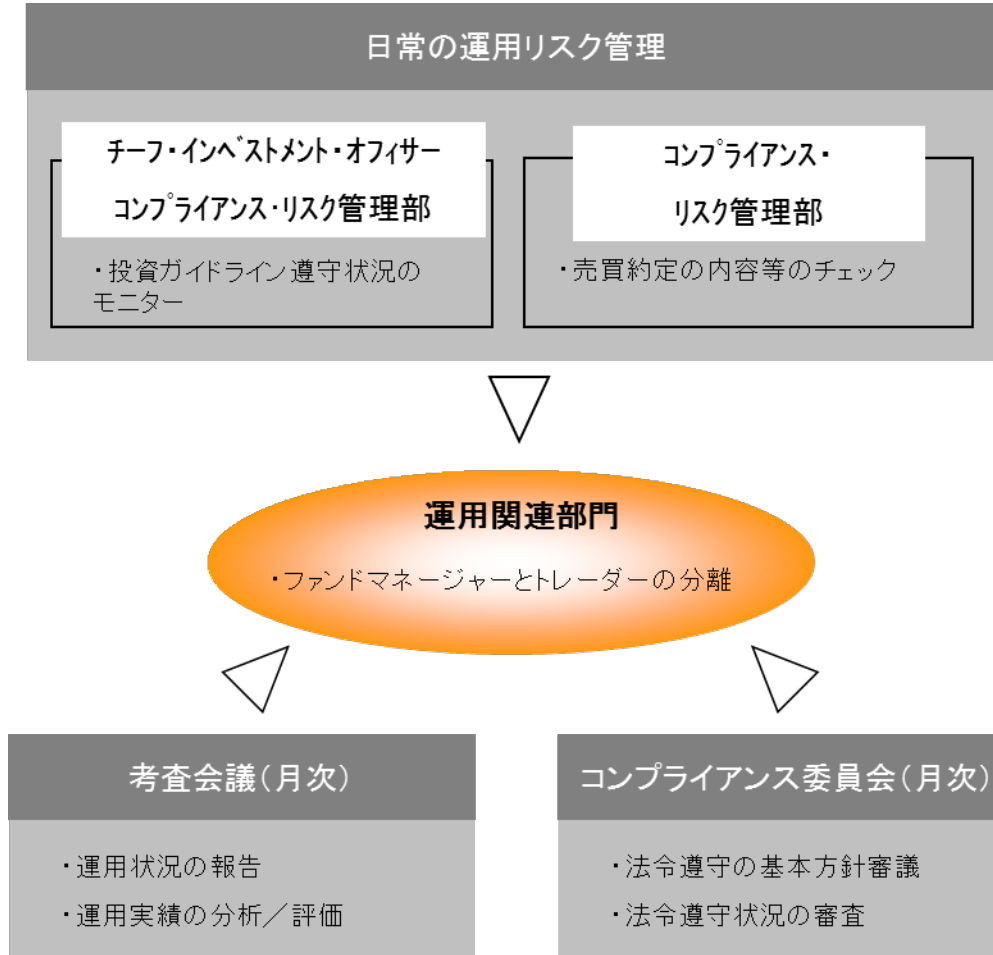 日常の運用リスク管理
チーフ・インベストメント・オフィサー
コンプライアンス・リスク管理部
・投資ガイドライン遵守状況の
モニター
コンプライアンス・
リスク管理部
・売買約定の内容等のチェック
運用関連部門
・ファンドマネージャーとトレーダーの分離
考査会議(月次)
・運用状況の報告
・運用実績の分析/評価
コンプライアンス委員会(月次)
・法令遵守の基本方針審議
・法令遵守状況の審査